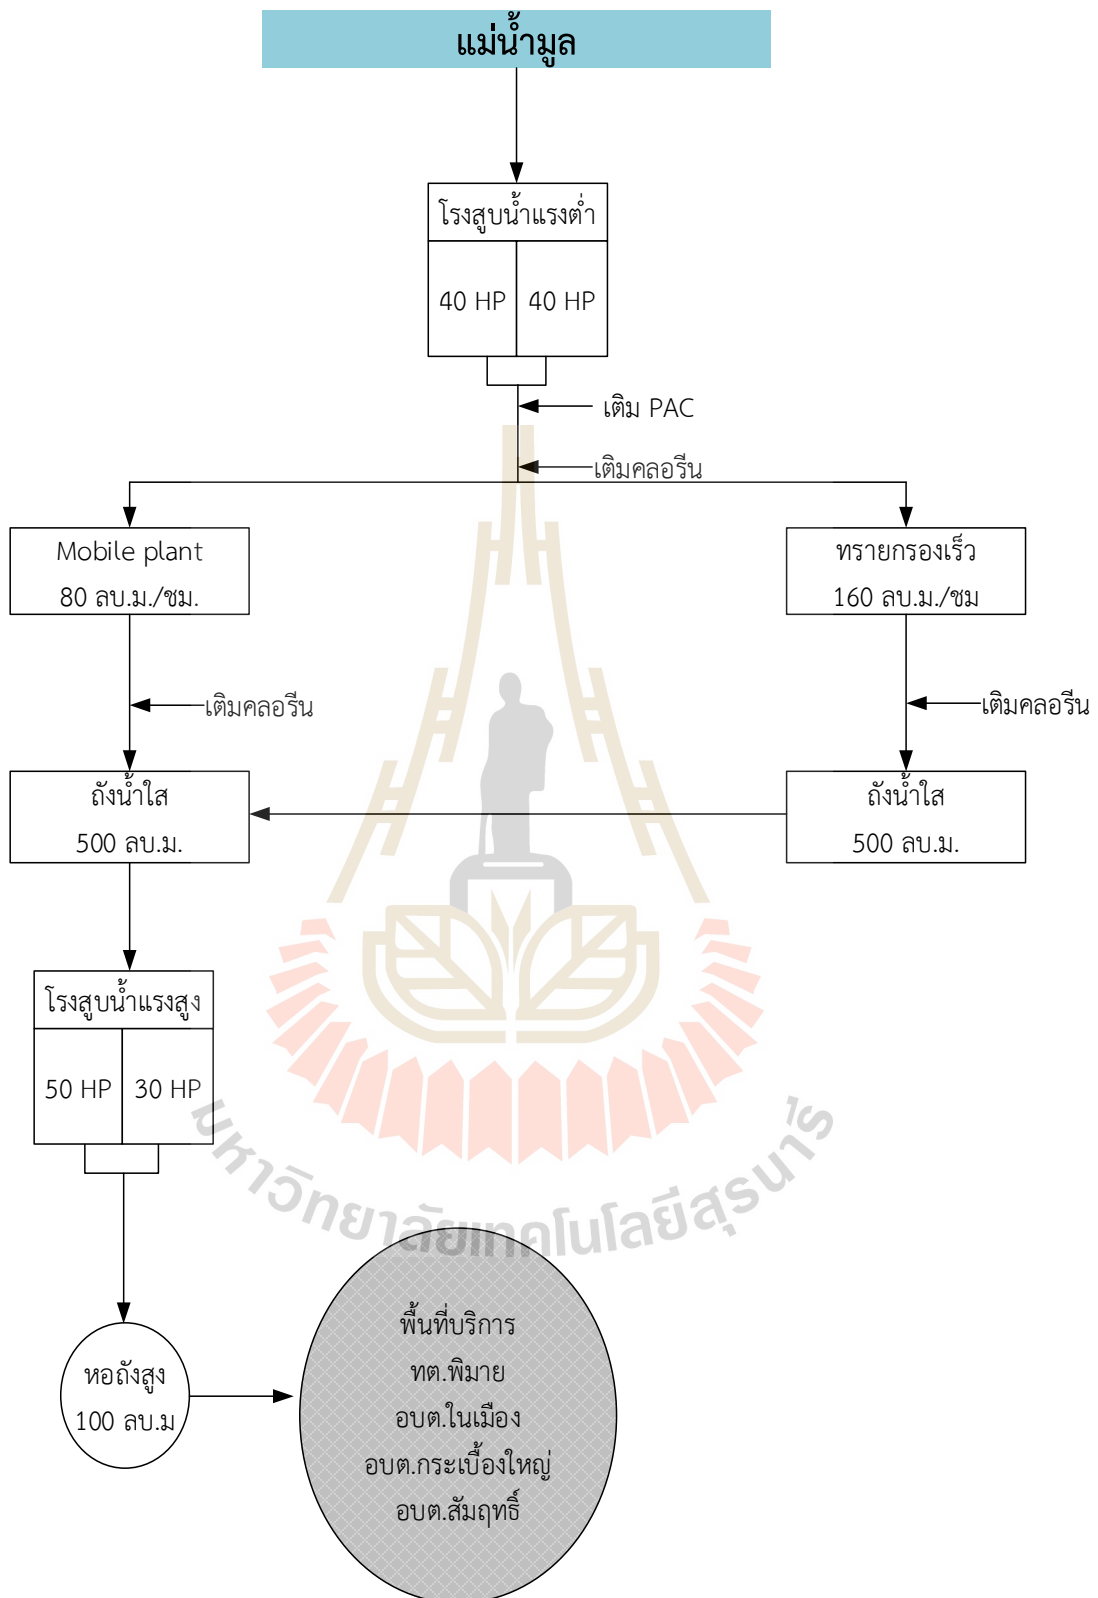 แม่น้ำมูล
โรงสูบน้ำแรงต่ำ
40 HP 40 HP
เติม PAC
เติมคลอรีน
Mobile plant
80 ลบ.ม./ชม.
ทรายกรองเร็ว
160 ลบ.ม./ชม
เติมคลอรีน
เติมคลอรีน
ถังน้ำใส
500 ลบ.ม.
ถังน้ำใส
500 ลบ.ม.
โรงสูบน้ำแรงสูง
50 HP 30 HP
มหาวิทยาลัยเทคโนโลยีสุรนารี
หอถังสูง
100 ลบ.ม
พื้นที่บริการ
ทต.พิมาย
อบต.ในเมือง
อบต.กระเบื้องใหญ่
อบต.สัมฤทธิ์